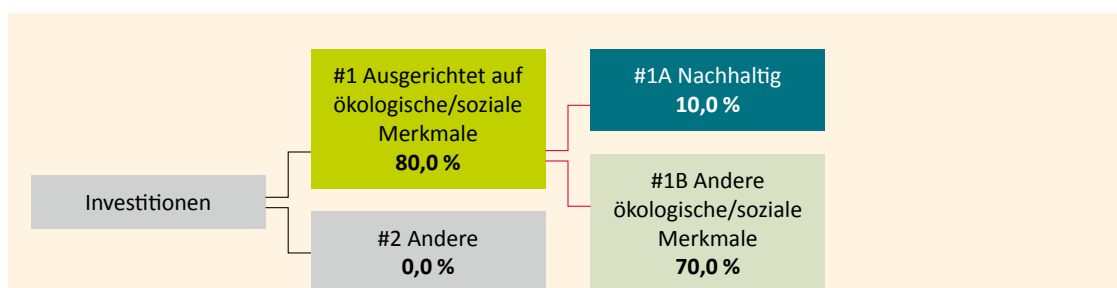 Investitionen
#1 Ausgerichtet auf
ökologische/soziale
Merkmale
80,0 %
#2 Andere
0,0 %
#1A Nachhaltig
10,0 %
#1B Andere
ökologische/soziale
Merkmale
70,0 %